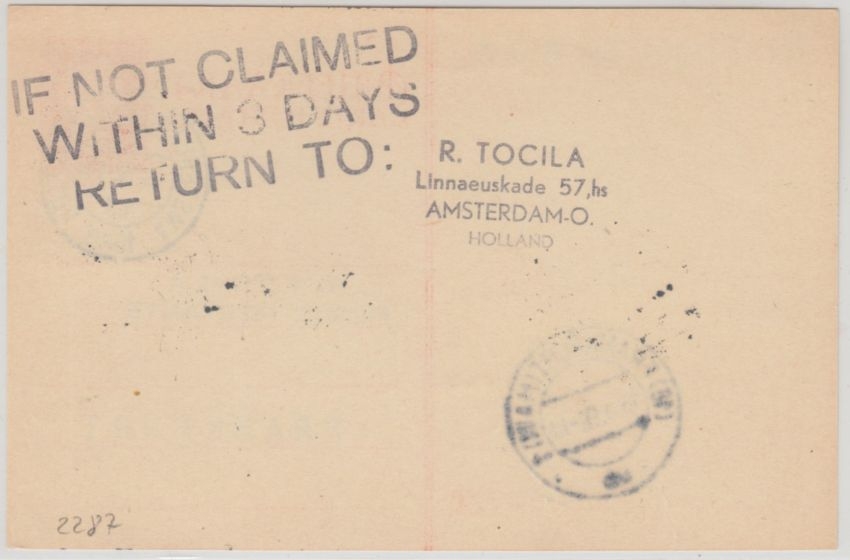 IF NOT CLAIMED
WITHIN 3 DAYS
RETURN TO:
R. TOCILA
Linnaeuskade 57,hs
AMSTERDAM-O.
HOLLAND
2287